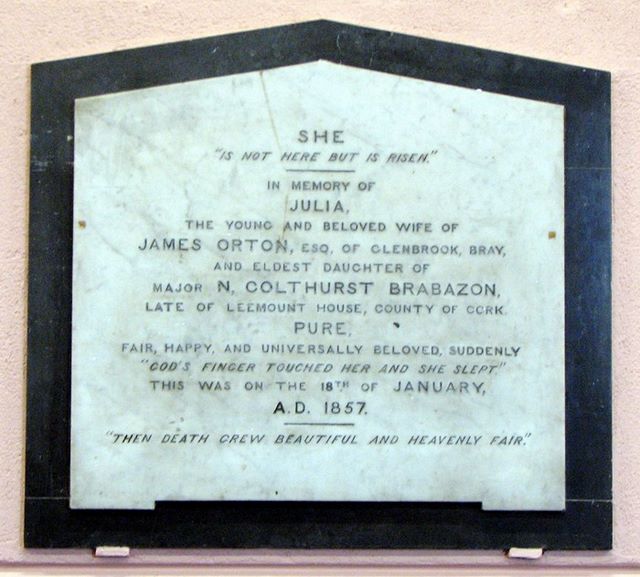 SHE
"IS NOT HERE BUT IS RISEN."
IN MEMORY OF
JULIA,
THE YOUNG AND BELOVED WIFE OF
JAMES ORTON, ESQ. OF GLENBROOK, BRAY,
AND ELDEST DAUGHTER OF
MAJOR N. COLTHURST BRABAZON,
LATE OF LEEMOUNT HOUSE, COUNTY OF CORK.
PURE,
FAIR, HAPPY, AND UNIVERSALLY BELOVED, SUDDENLY
"GOD'S FINGER TOUCHED HER AND SHE SLEPT."
THIS WAS ON THE 18TH OF JANUARY,
A.D. 1857.
"THEN DEATH GREW BEAUTIFUL AND HEAVENLY FAIR."